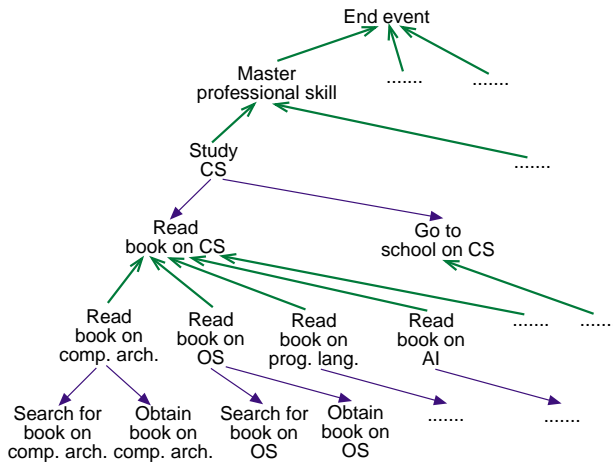 End event
Master
professional skill
.......
.......
Study
CS
.......
Read
book on CS
Go to
school on CS
Read
book on
comp. arch.
Read
book on
OS
Read
book on
prog. lang.
Read
book on
AI
.......
......
Search for
book on
comp. arch.
Obtain
book on
comp. arch.
Search for
book on
OS
Obtain
book on
OS
.......
.......